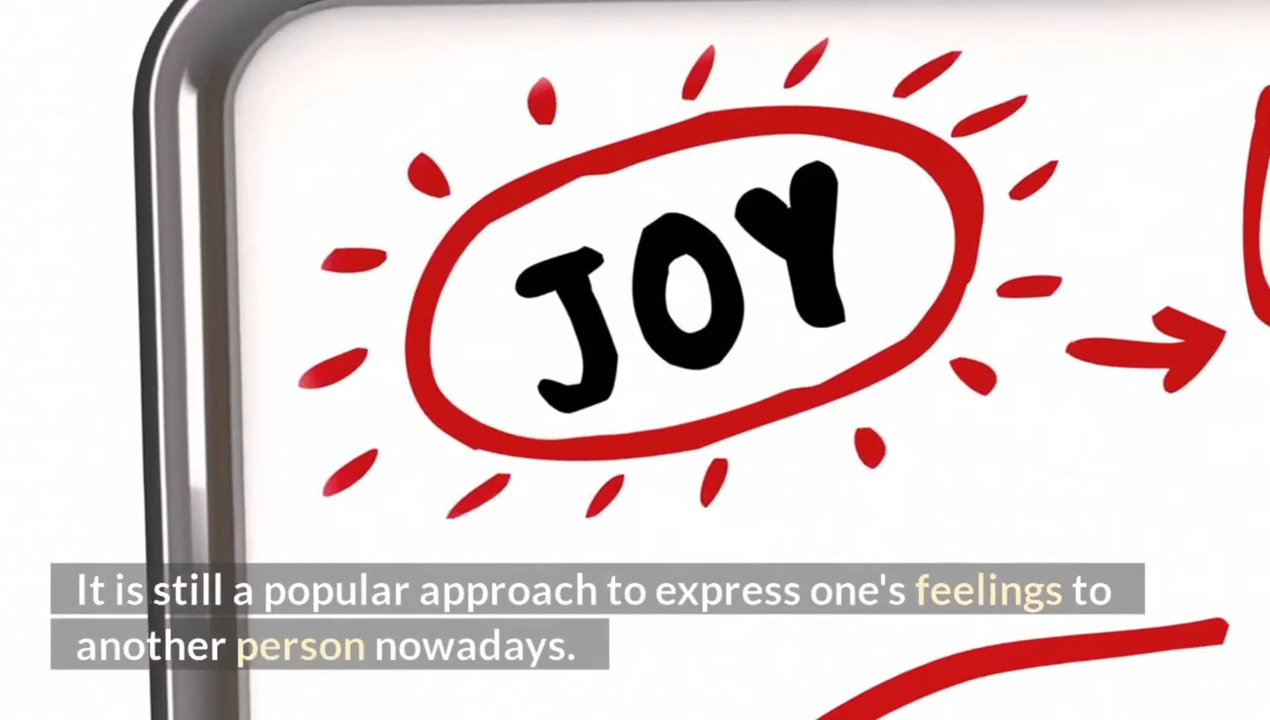 JOY
It is still a popular approach to express one's feelings to
another person nowadays.